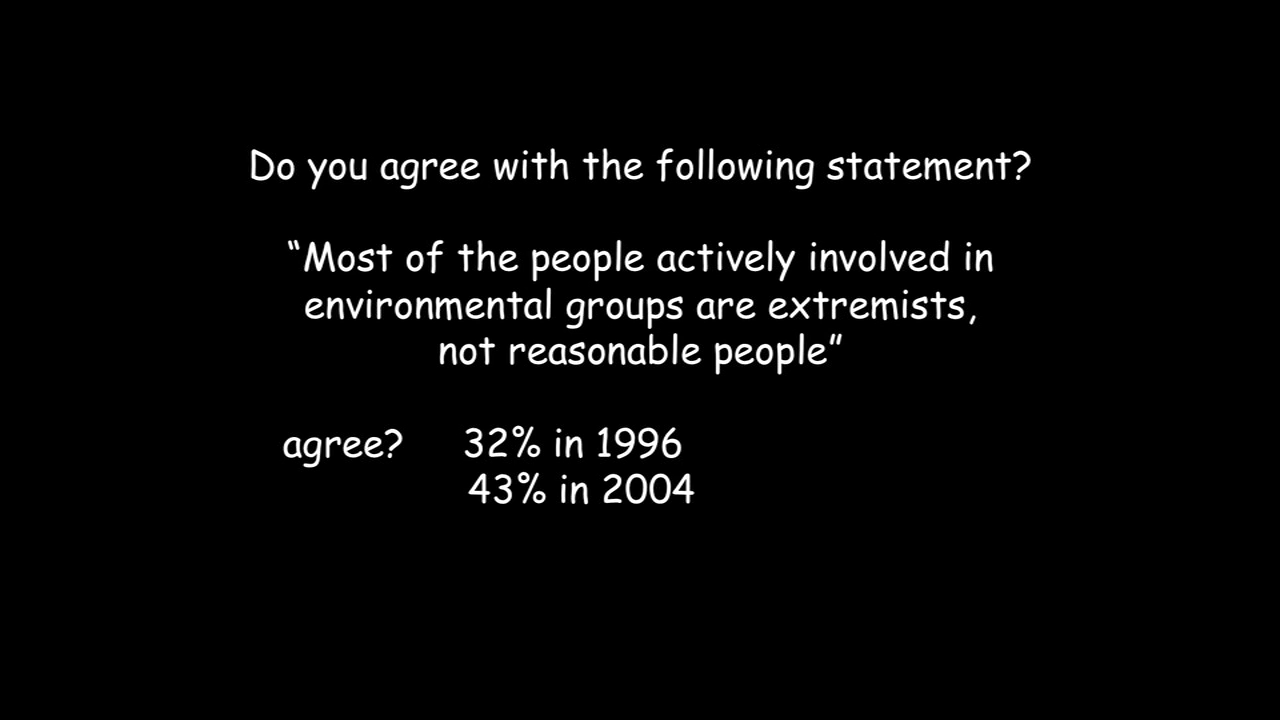 Do you agree with the following statement?
“Most of the people actively involved in
environmental groups are extremists,
not reasonable people”
agree? 32% in 1996
43% in 2004